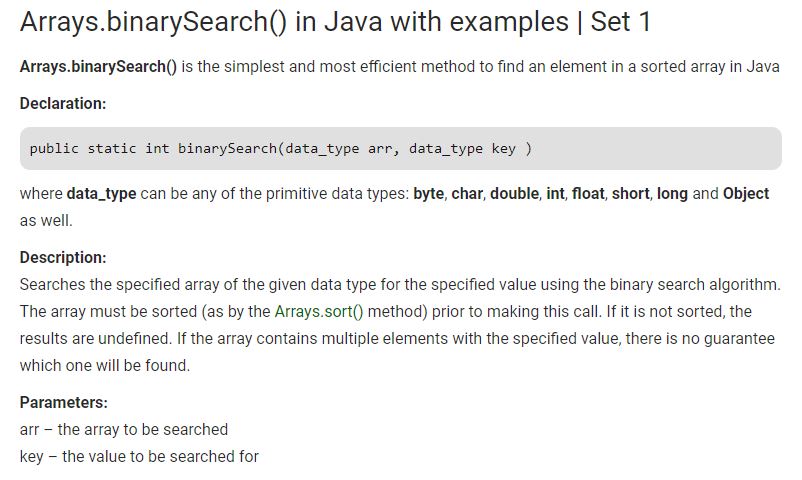 Arrays.binarySearch() in Java with examples | Set 1
Arrays.binarySearch() is the simplest and most efficient method to find an element in a sorted array in Java
Declaration:
public static int binarySearch(data_type arr, data_type key )
where data_type can be any of the primitive data types: byte, char, double, int, float, short, long and Object
as well.
Description:
Searches the specified array of the given data type for the specified value using the binary search algorithm.
The array must be sorted (as by the Arrays.sort() method) prior to making this call. If it is not sorted, the
results are undefined. If the array contains multiple elements with the specified value, there is no guarantee
which one will be found.
Parameters:
arr – the array to be searched
key – the value to be searched for